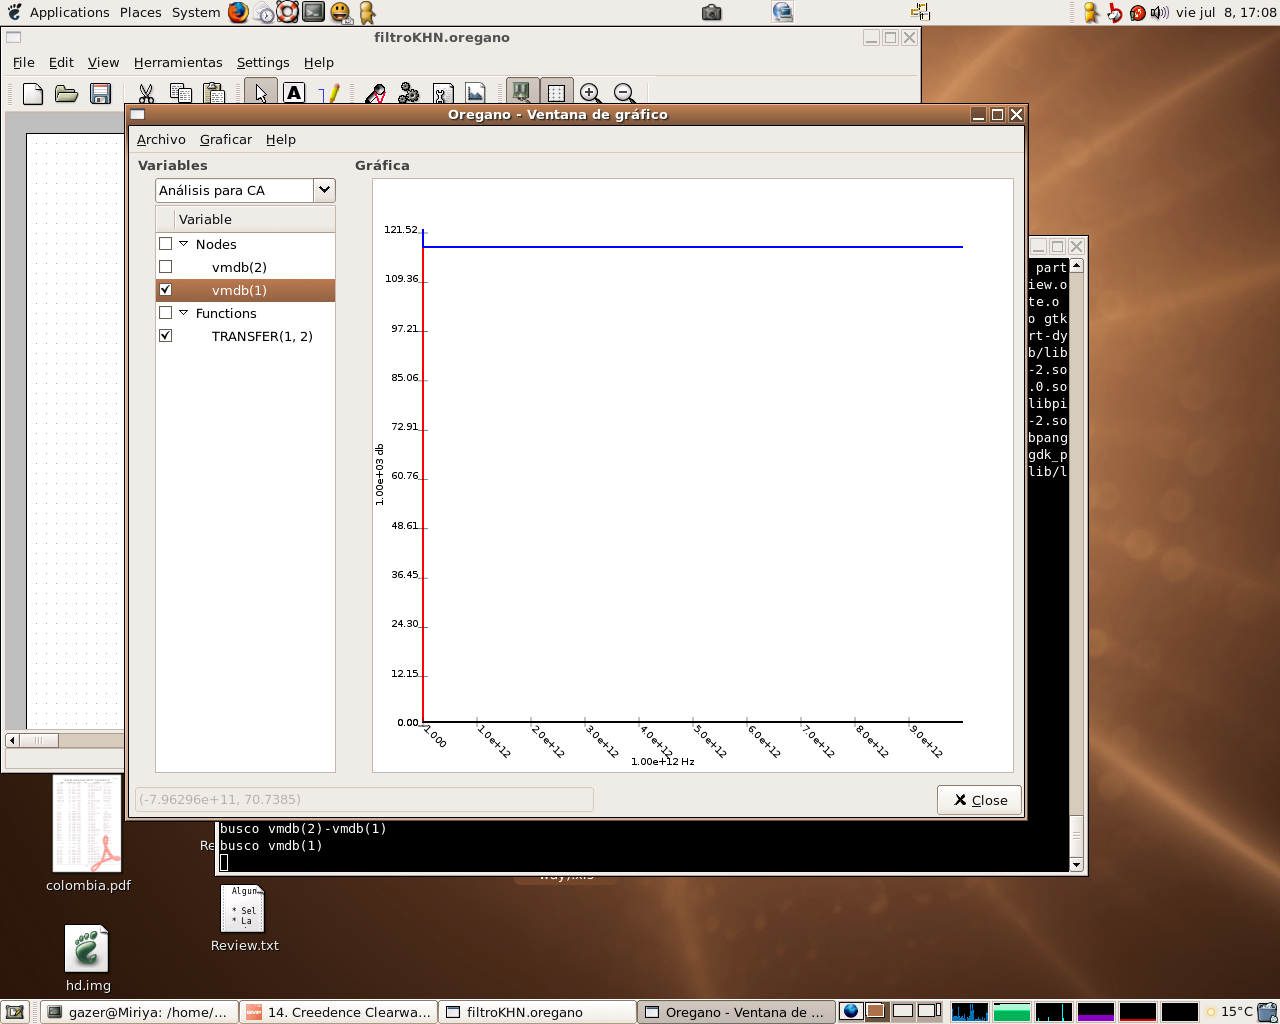 Applications Places System vie jul 8, 17:08
filtroKHN.oregano
File Edit View Herramientas Settings Help
Oregano - Ventana de gráfico
Archivo Graficar Help
Variables
Gráfica
Análisis para CA
Variable
Nodes
vmdb(2)
vmdb(1)
Functions
TRANSFER(1, 2)
121.52
109.36
97.21
85.06
72.91
60.76
48.61
36.45
24.30
12.15
0.00
1.00e+03 db
1.000
1.0e+12
2.0e+12
3.0e+12
4.0e+12
5.0e+12
6.0e+12
7.0e+12
8.0e+12
9.0e+12
1.00e+12 Hz
(-7.96296e+11, 70.7385)
Close
part
iew.o
te.o
o gtk
rt-dy
b/lib
-2.so
.0.so
libpi
-2.so
bpang
gdk_p
lib/l
busco vmdb(2)-vmdb(1)
busco vmdb(1)
Re
colombia.pdf
Algun
* Sel
* La
Review.txt
hd.img
gazer@Miriya: /home/... 14. Creedence Clearwa... filtroKHN.oregano Oregano - Ventana de ... 15°C